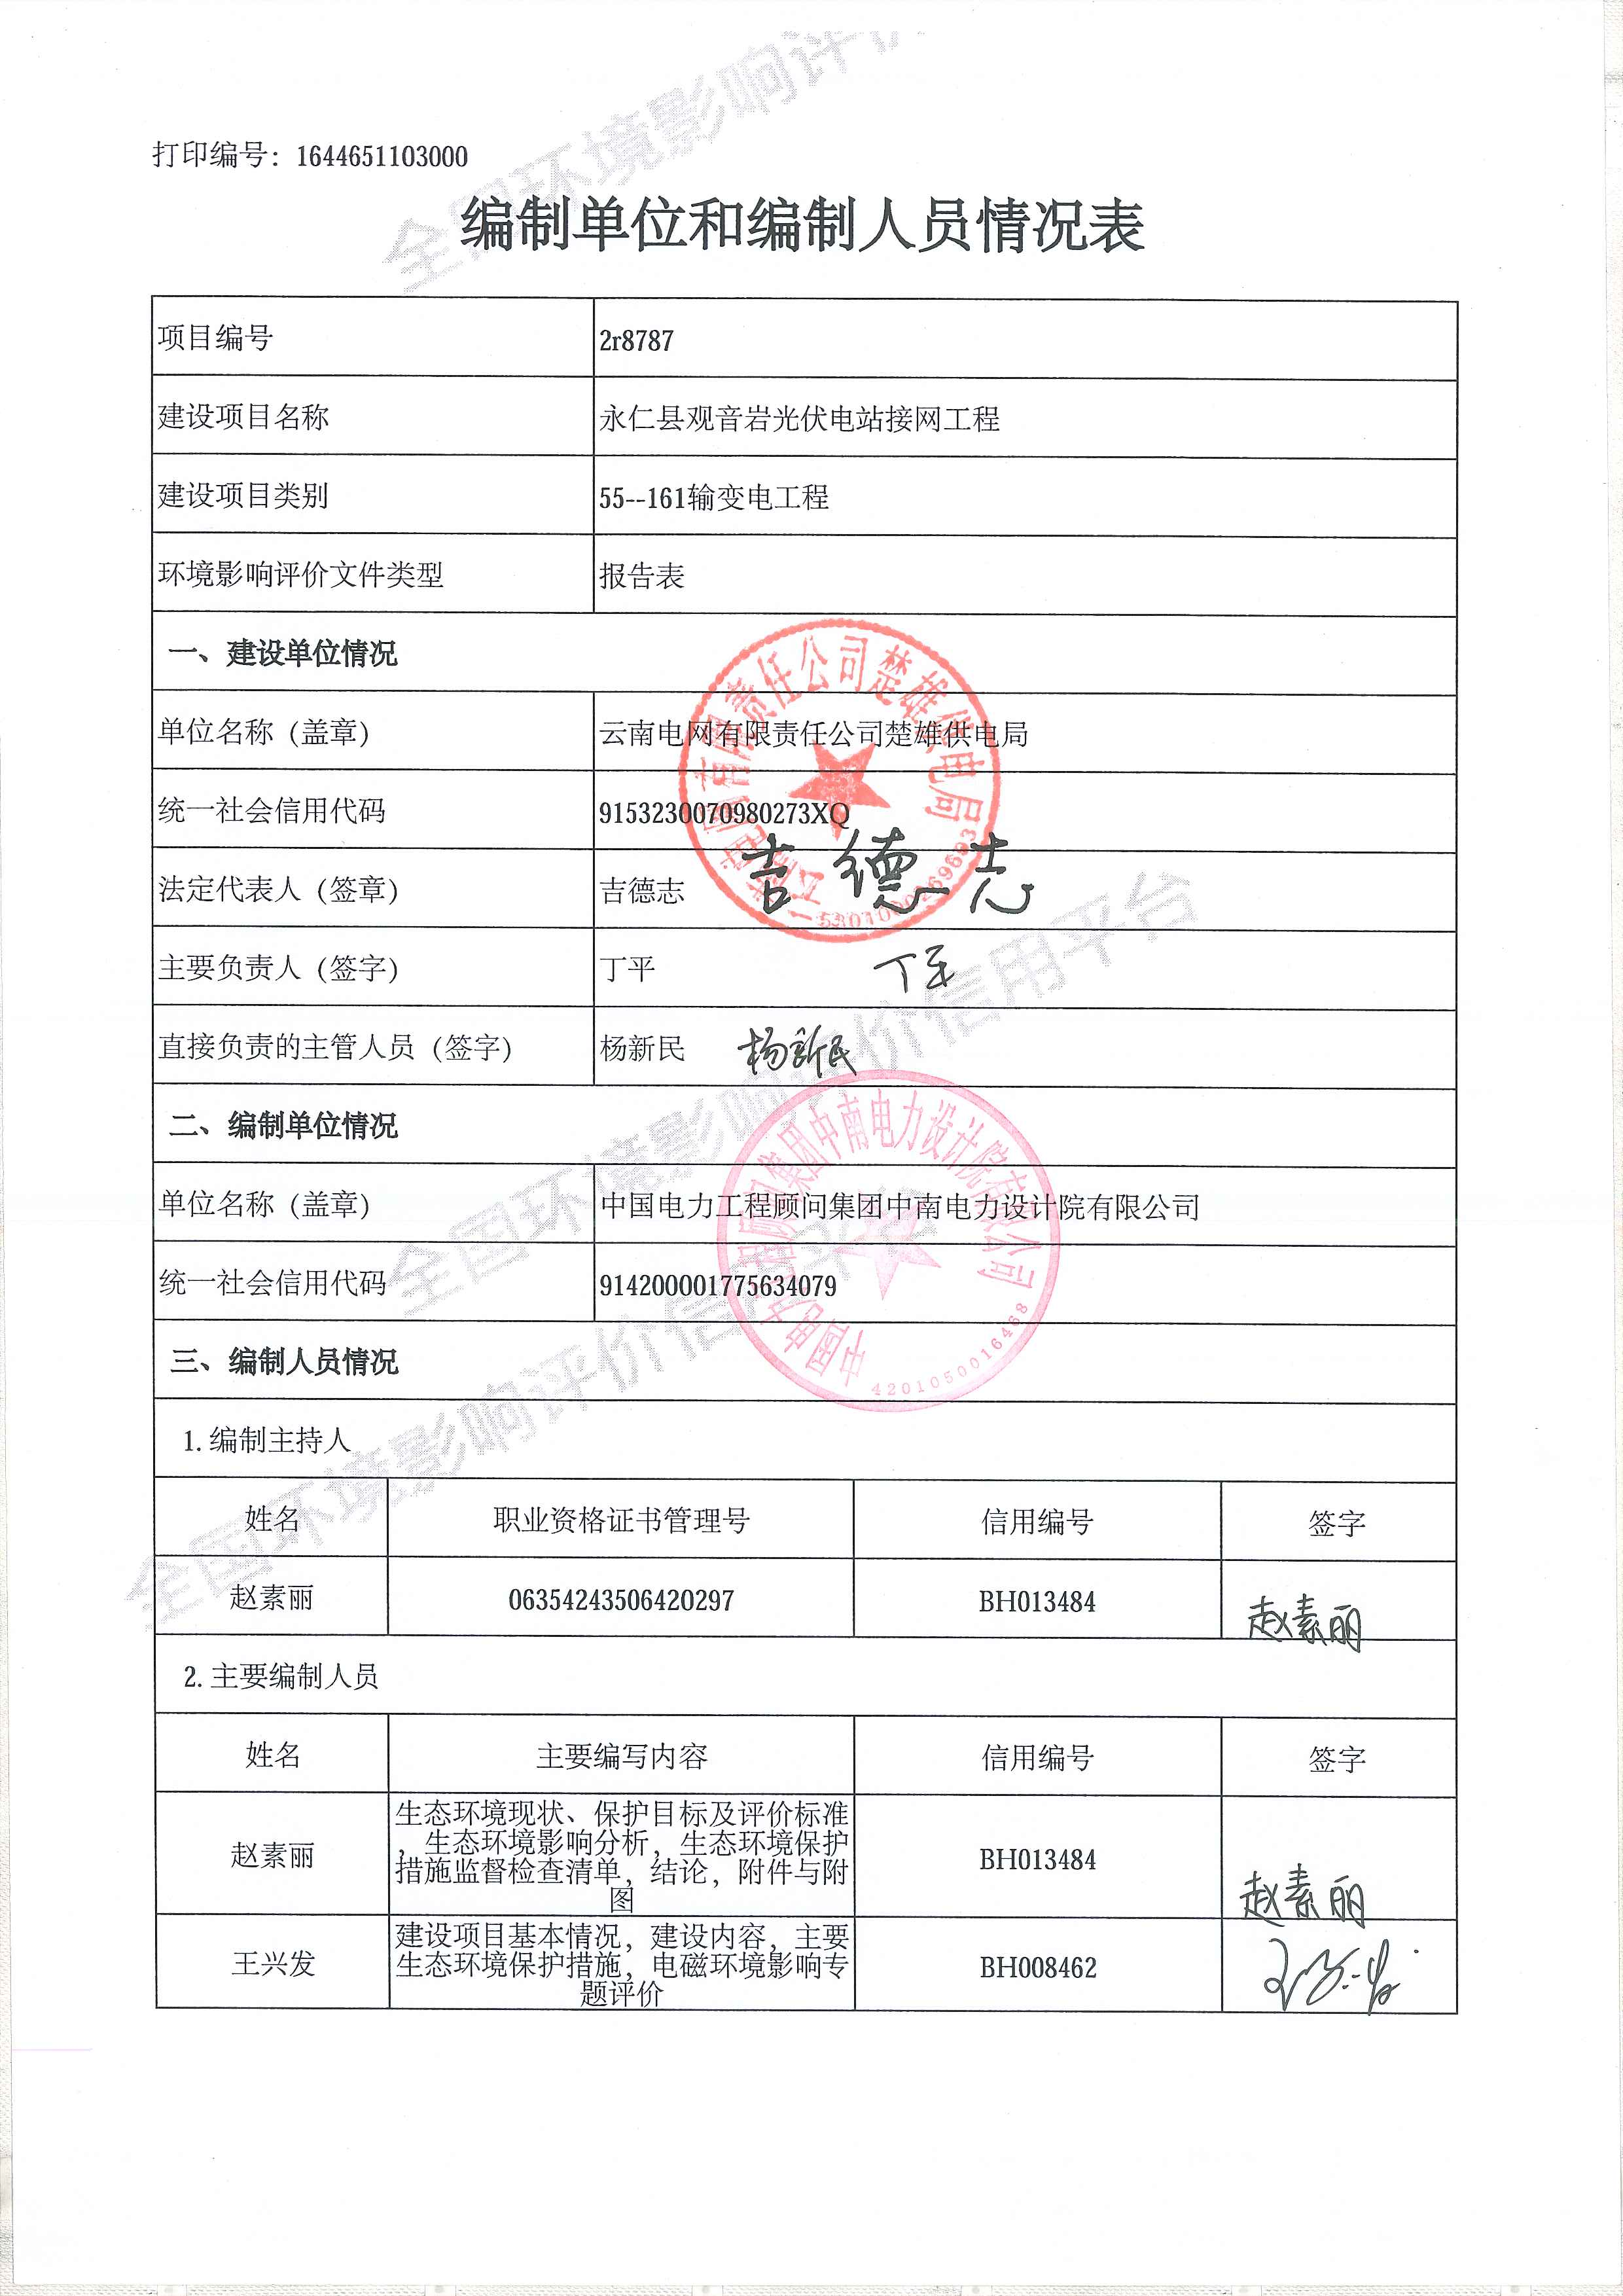 打印编号：1644651103000
编制单位和编制人员情况表
项目编号 2r8787
建设项目名称 永仁县观音岩光伏电站接网工程
建设项目类别 55--161输变电工程
环境影响评价文件类型 报告表
一、建设单位情况
单位名称（盖章） 云南电网有限责任公司楚雄供电局
统一社会信用代码 9153230070980273XQ
法定代表人（签章） 吉德志 吉德志
主要负责人（签字） 丁平 丁平
直接负责的主管人员（签字） 杨新民 杨新民
二、编制单位情况
单位名称（盖章） 中国电力工程顾问集团中南电力设计院有限公司
统一社会信用代码 914200001775634079
4201050016468
三、编制人员情况
1.编制主持人
姓名 职业资格证书管理号 信用编号 签字
赵素丽 06354243506420297 BH013484 赵素丽
2.主要编制人员
姓名 主要编写内容 信用编号 签字
生态环境现状、保护目标及评价标准
，生态环境影响分析，生态环境保护
赵素丽 措施监督检查清单，结论，附件与附 BH013484 赵素丽
图
建设项目基本情况，建设内容，主要
王兴发 生态环境保护措施，电磁环境影响专 BH008462
题评价
全国环境影响评价
全国环境影响评价信用平台
全国环境影响评价信用平台